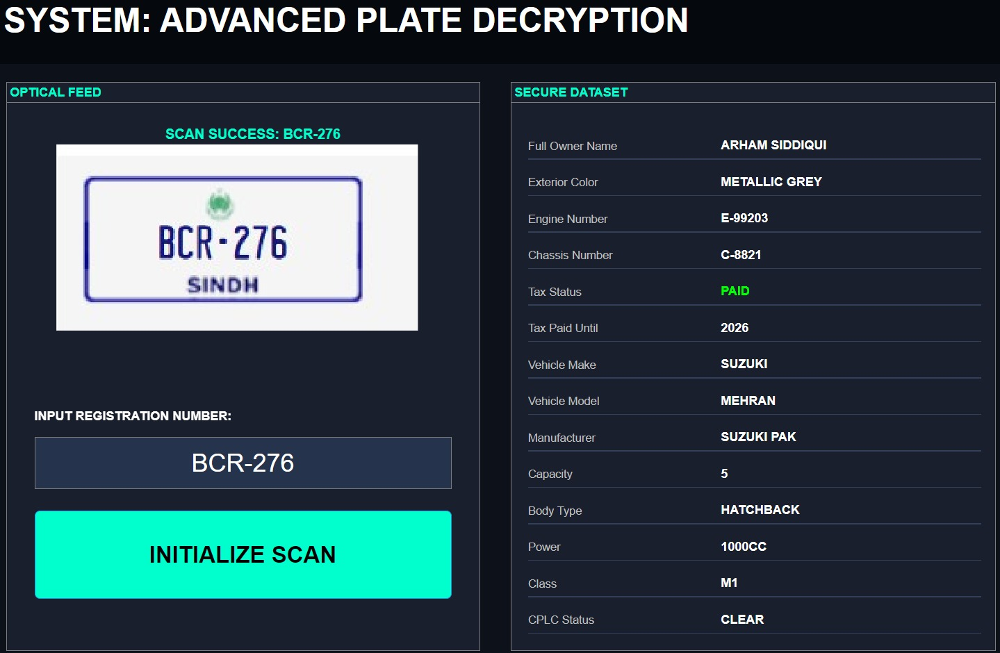 SYSTEM: ADVANCED PLATE DECRYPTION
OPTICAL FEED
SCAN SUCCESS: BCR-276
BCR-276
SINDH
INPUT REGISTRATION NUMBER:
BCR-276
INITIALIZE SCAN
SECURE DATASET
Full Owner Name ARHAM SIDDIQUI
Exterior Color METALLIC GREY
Engine Number E-99203
Chassis Number C-8821
Tax Status PAID
Tax Paid Until 2026
Vehicle Make SUZUKI
Vehicle Model MEHRAN
Manufacturer SUZUKI PAK
Capacity 5
Body Type HATCHBACK
Power 1000CC
Class M1
CPLC Status CLEAR